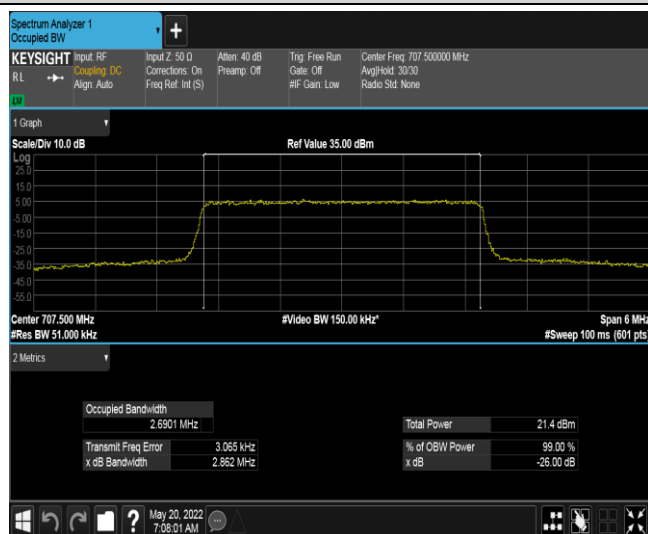 Spectrum Analyzer 1
Occupied BW
+
KEYSIGHT
RL
LXI
Input: RF
Coupling: DC
Align: Auto
Input Z: 50 Ω
Corrections: On
Freq Ref: Int (S)
Atten: 40 dB
Preamp: Off
Trig: Free Run
Gate: Off
#IF Gain: Low
Center Freq: 707.500000 MHz
Avg|Hold: 30/30
Radio Std: None
1 Graph
Scale/Div 10.0 dB
Ref Value 35.00 dBm
Log
25.0
15.0
5.00
-5.00
-15.0
-25.0
-35.0
-45.0
-55.0
Center 707.500 MHz
#Video BW 150.00 kHz*
Span 6 MHz
#Res BW 51.000 kHz
#Sweep 100 ms (601 pts)
2 Metrics
Occupied Bandwidth
2.6901 MHz
Transmit Freq Error 3.065 kHz
x dB Bandwidth 2.862 MHz
Total Power 21.4 dBm
% of OBW Power 99.00 %
x dB -26.00 dB
?
May 20, 2022
7:08:01 AM